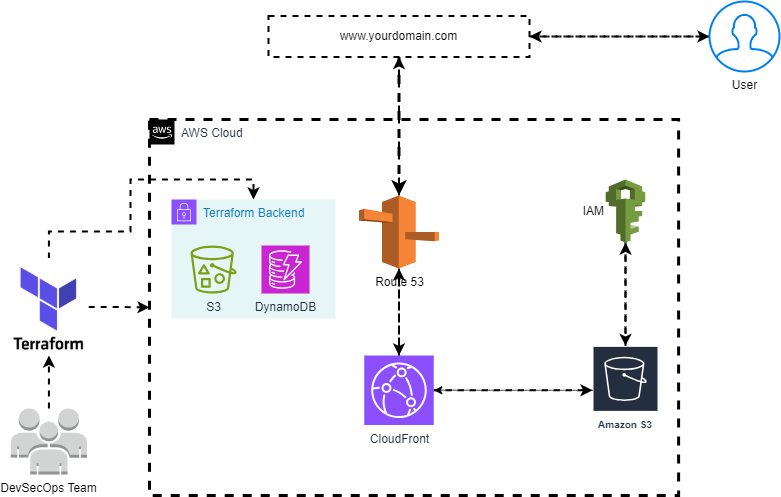 www.yourdomain.com
User
aws
AWS Cloud
Terraform Backend
IAM
S3
DynamoDB
Route 53
Terraform
Amazon S3
CloudFront
DevSecOps Team